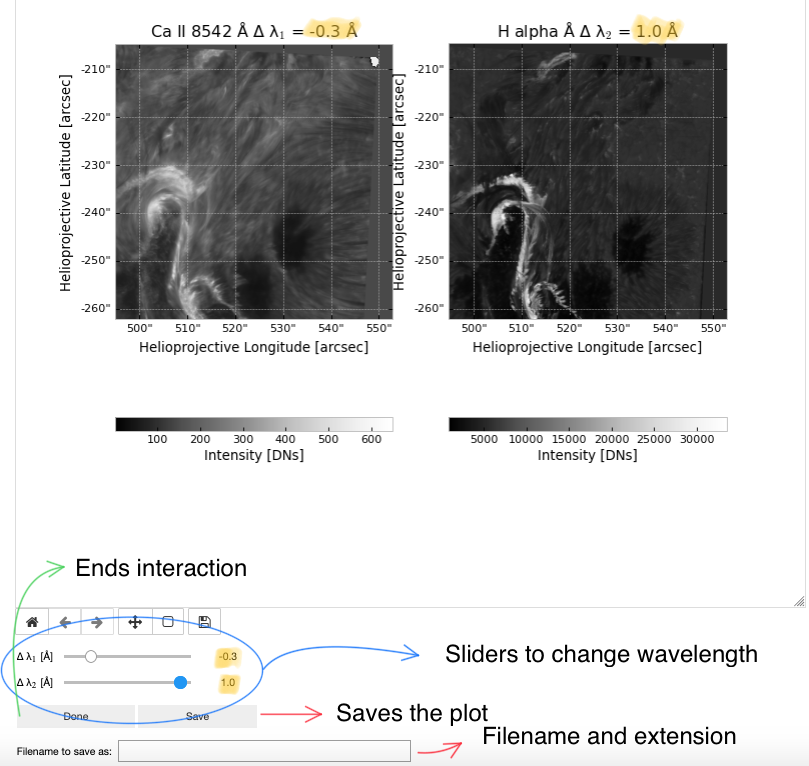 Ca II 8542 Å Δ λ₁ = -0.3 Å
H alpha Å Δ λ₂ = 1.0 Å
Helioprojective Latitude [arcsec]
-210"
-220"
-230"
-240"
-250"
-260"
500" 510" 520" 530" 540" 550"
Helioprojective Longitude [arcsec]
Helioprojective Latitude [arcsec]
-210"
-220"
-230"
-240"
-250"
-260"
500" 510" 520" 530" 540" 550"
Helioprojective Longitude [arcsec]
100 200 300 400 500 600
Intensity [DNs]
5000 10000 15000 20000 25000 30000
Intensity [DNs]
Ends interaction
Δ λ₁ [Å] -0.3
Sliders to change wavelength
Δ λ₂ [Å] 1.0
Done Save
Saves the plot
Filename and extension
Filename to save as: